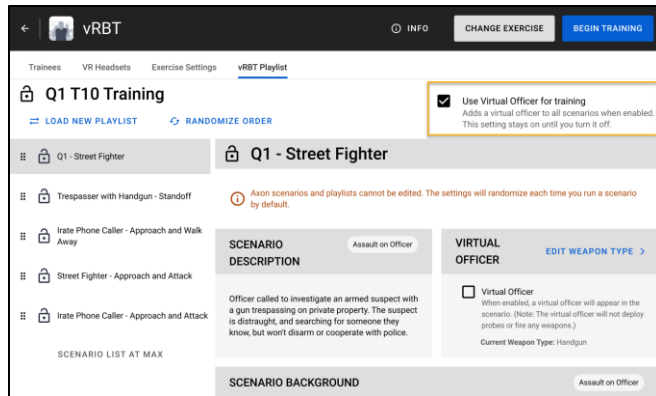 vRBT
INFO
CHANGE EXERCISE
BEGIN TRAINING
Trainees
VR Headsets
Exercise Settings
vRBT Playlist
Q1 T10 Training
LOAD NEW PLAYLIST
RANDOMIZE ORDER
Use Virtual Officer for training
Adds a virtual officer to all scenarios when enabled.
This setting stays on until you turn it off.
Q1 - Street Fighter
Trespasser with Handgun - Standoff
Irate Phone Caller - Approach and Walk
Away
Street Fighter - Approach and Attack
Irate Phone Caller - Approach and Attack
SCENARIO LIST AT MAX
Q1 - Street Fighter
Axon scenarios and playlists cannot be edited. The settings will randomize each time you run a scenario
by default.
SCENARIO
DESCRIPTION
Assault on Officer
Officer called to investigate an armed suspect with
a gun trespassing on private property. The suspect
is distraught, and searching for someone they
know, but won't disarm or cooperate with police.
VIRTUAL
OFFICER
EDIT WEAPON TYPE
Virtual Officer
When enabled, a virtual officer will appear in the
scenario. (Note: The virtual officer will not deploy
probes or fire any weapons.)
Current Weapon Type: Handgun
SCENARIO BACKGROUND
Assault on Officer